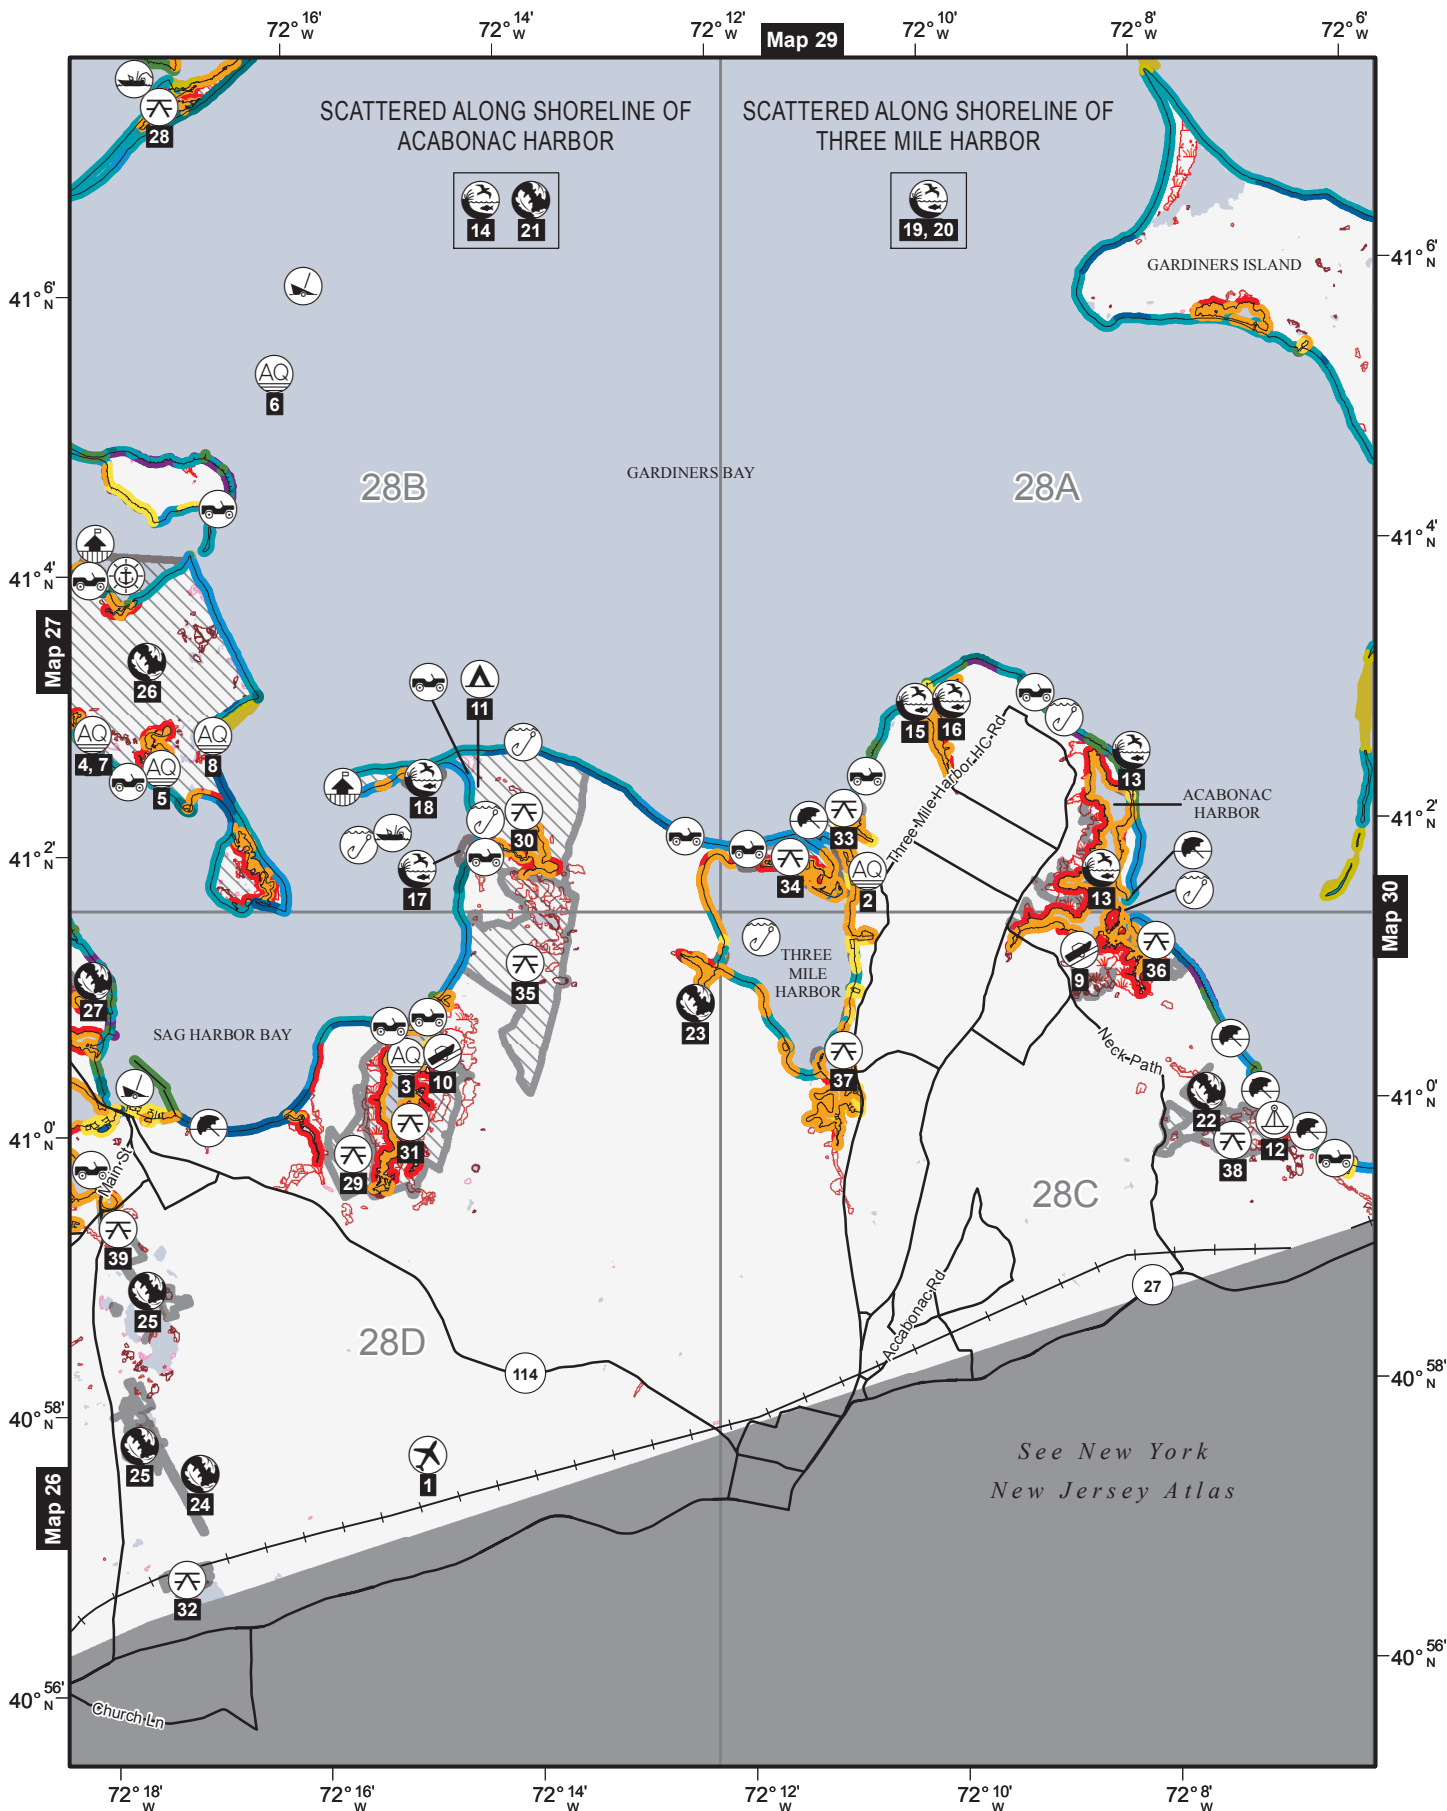 72° 16' W
72° 14' W
72° 12' W
Map 29
72° 10' W
72° 8' W
72° 6' W
SCATTERED ALONG SHORELINE OF
ACABONAC HARBOR
14
21
SCATTERED ALONG SHORELINE OF
THREE MILE HARBOR
19, 20
28
GARDINERS ISLAND
41° 6' N
41° 6' N
AQ
6
GARDINERS BAY
28B
28A
41° 4' N
41° 4' N
Map 27
26
AQ
4, 7
AQ
5
AQ
8
11
18
30
17
15
16
Three Mile Harbor HC Rd
13
ACABONAC
HARBOR
33
34
AQ
2
13
41° 2' N
41° 2' N
Map 30
THREE
MILE
HARBOR
9
36
35
27
23
SAG HARBOR BAY
AQ
3
10
37
Neck Path
22
12
38
41° 0' N
41° 0' N
31
29
Main St
28C
39
25
28D
114
27
Accabonac Rd
40° 58' N
40° 58' N
25
24
1
See New York
New Jersey Atlas
Map 26
32
40° 56' N
40° 56' N
Church Ln
72° 18' W
72° 16' W
72° 14' W
72° 12' W
72° 10' W
72° 8' W